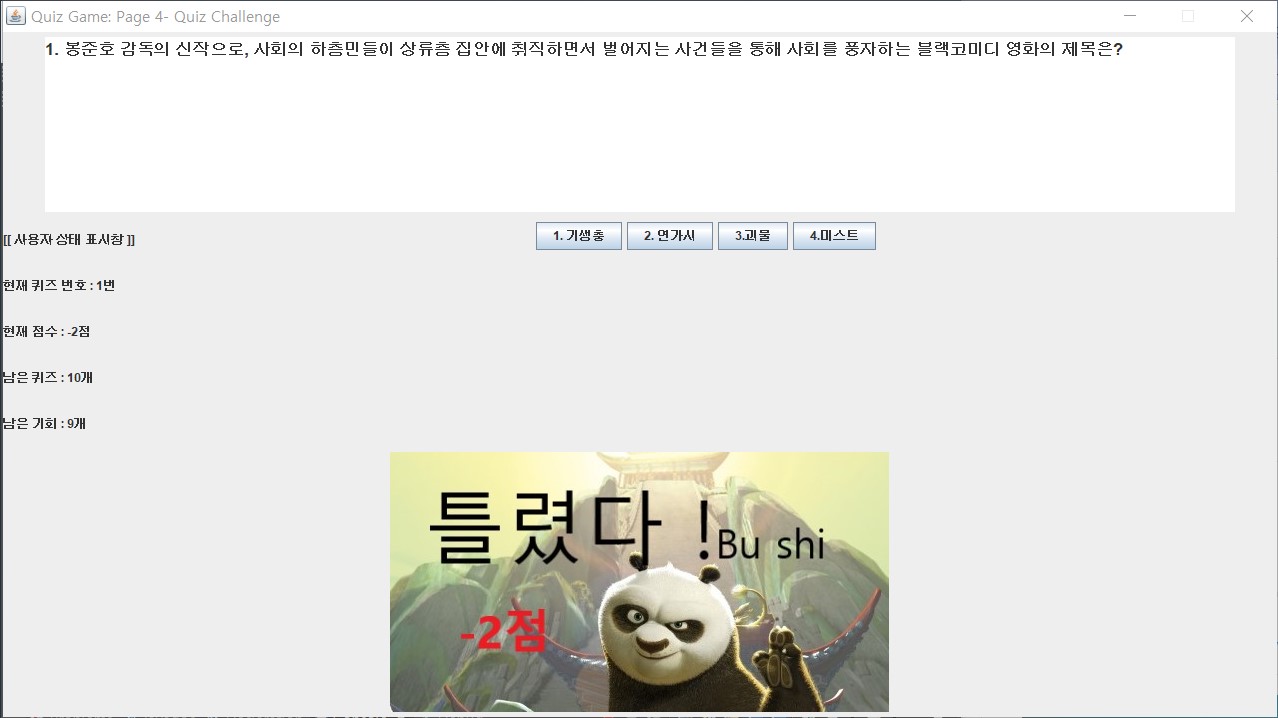 Quiz Game: Page 4- Quiz Challenge
1. 봉준호 감독의 신작으로, 사회의 하층민들이 상류층 집안에 취직하면서 벌어지는 사건들을 통해 사회를 풍자하는 블랙코미디 영화의 제목은?
1. 기생충 2. 연가시 3.괴물 4.미스트
[[ 사용자 상태 표시창 ]]
현재 퀴즈 번호 : 1번
현재 점수 : -2점
남은 퀴즈 : 10개
남은 기회 : 9개
틀렸다 !Bu shi
-2점